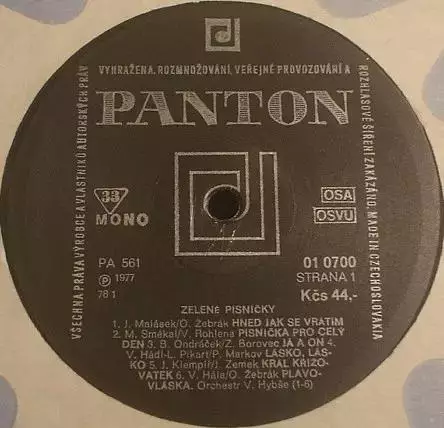 VYHRAŽENA. ROZMNOŽOVÁNÍ, VEŘEJNÉ PROVOZOVÁNÍ A
ROZHLASOVÉ ŠÍŘENÍ ZAKÁZÁNO. MADE IN CZECHOSLOVAKIA
VŠECHNA PRÁVA VÝROBCE A VLASTNÍKŮ AUTORSKÝCH PRÁV
PANTON
33
MONO
OSA
OSVU
PA 561
01 0700
Ⓟ 1977
STRANA 1
78 1
Kčs 44,-
ZELENÉ PÍSNIČKY
1. J. Malásek/O. Žebrák HNED JAK SE VRÁTÍM
2. M. Smékal/V. Rohlena PÍSNIČKA PRO CELÝ
DEN 3. B. Ondráček/Z. Borovec JÁ A ON 4.
V. Hádl-L. Pikart/P. Markov LÁSKO, LÁS-
KO 5. J. Klempíř/J. Zemek KRÁL KŘIŽO-
VATEK 6. V. Hála/O. Žebrák PLAVO-
VLÁSKA. Orchestr V. Hybše (1-6)